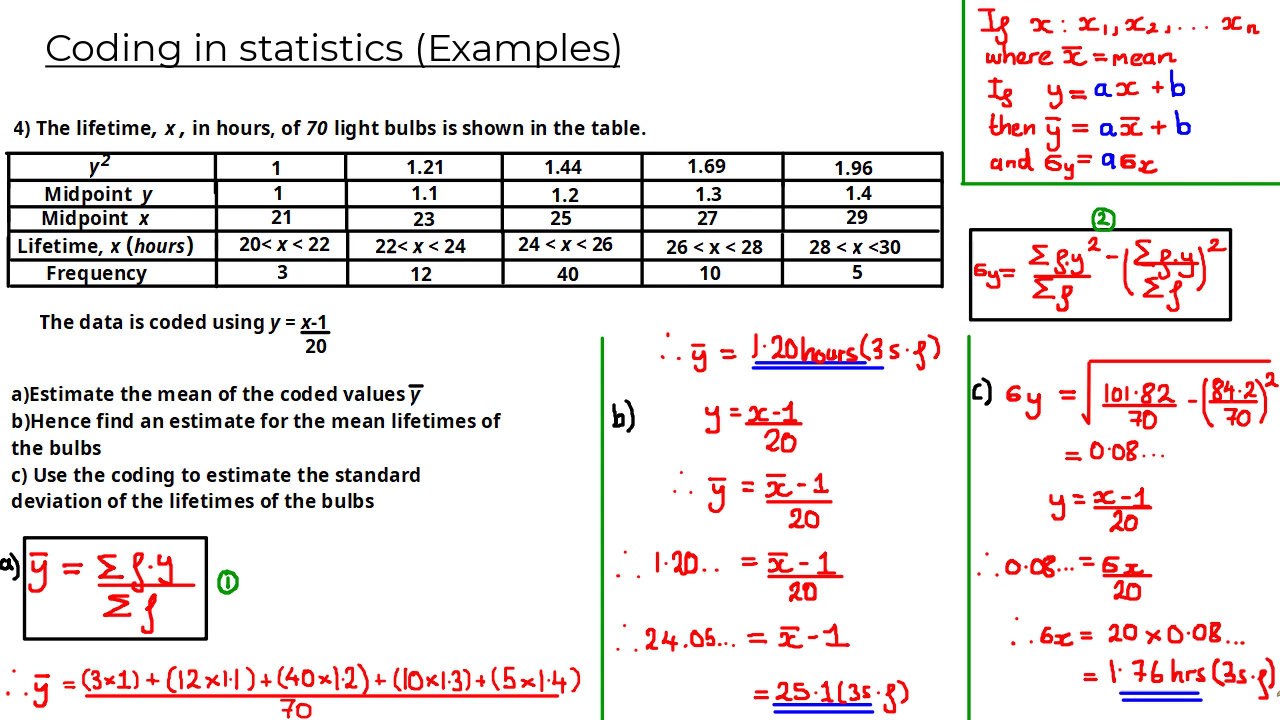 Coding in statistics (Examples)
4) The lifetime, x, in hours, of 70 light bulbs is shown in the table.
y² 1 1.21 1.44 1.69 1.96
Midpoint y 1 1.1 1.2 1.3 1.4
Midpoint x 21 23 25 27 29
Lifetime, x (hours) 20< x < 22 22< x < 24 24 < x < 26 26 < x < 28 28 < x <30
Frequency 3 12 40 10 5
The data is coded using y = x-1
20
a)Estimate the mean of the coded values y̅
b)Hence find an estimate for the mean lifetimes of
the bulbs
c) Use the coding to estimate the standard
deviation of the lifetimes of the bulbs
a) y̅ = Σf.y
Σf
①
∴ y̅ = (3×1) + (12×1.1) + (40×1.2) + (10×1.3) + (5×1.4)
70
∴ y̅ = 1.20 hours (3s.f)
b) y = x-1
20
∴ y̅ = x̅-1
20
∴ 1.20.. = x̅-1
20
∴ 24.05... = x̅-1
= 25.1 (3s.f)
If x : x₁, x₂, ... xₙ
where x̅ = mean
If y = ax + b
then y̅ = ax̅ + b
and σy = aσx
②
σy = Σf.y² - (Σf.y)²
Σf Σf
c) σy = √101.82 - (84.2)²
70 70
= 0.08...
y = x-1
20
∴ 0.08... = σx
20
∴ σx = 20 × 0.08...
= 1.76 hrs (3s.f)